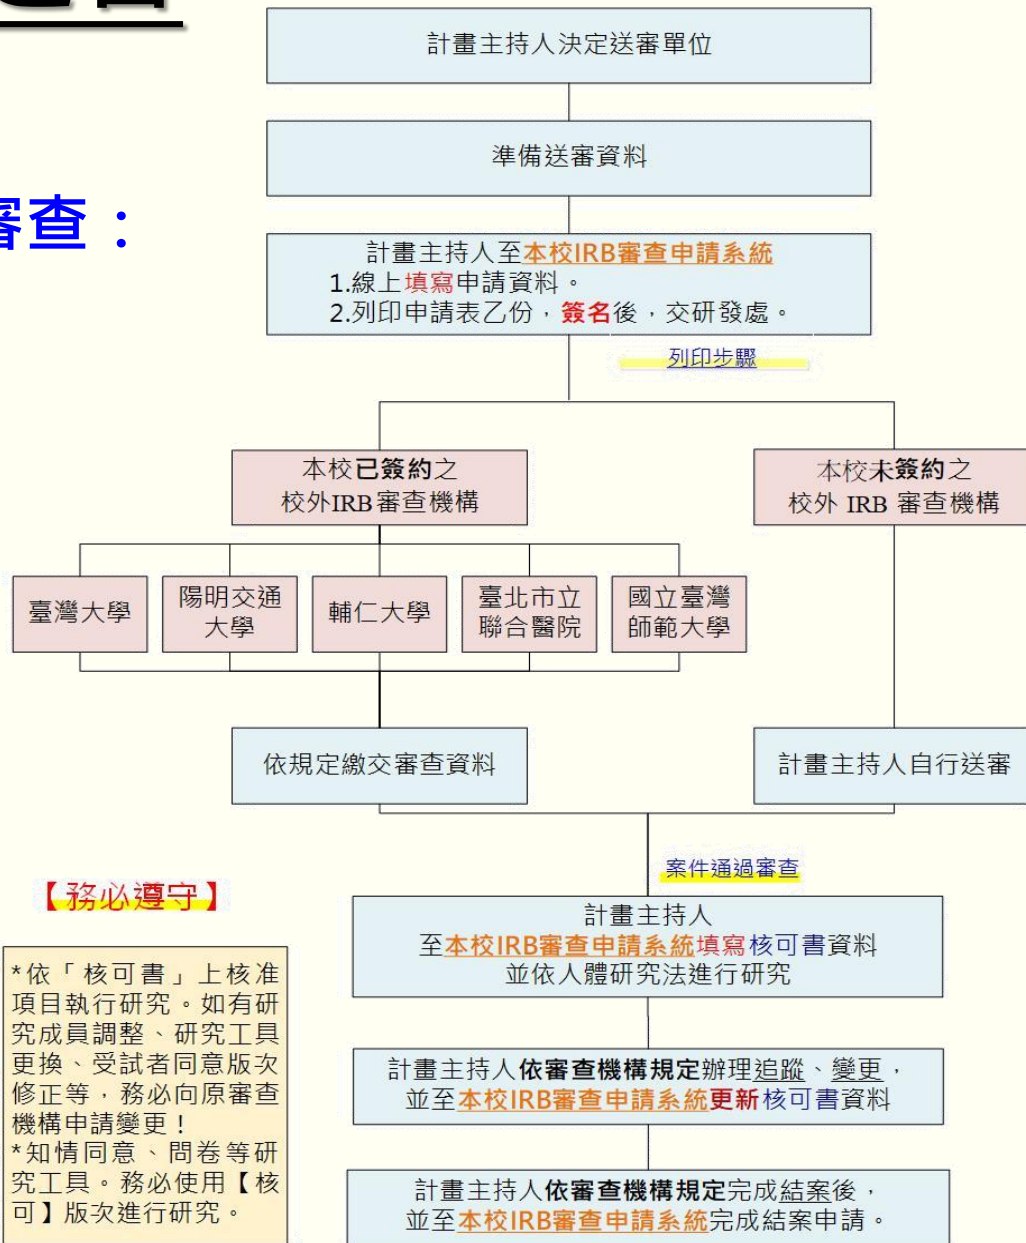 計畫主持人決定送審單位
準備送審資料
審查：
計畫主持人至本校IRB審查申請系統
1.線上填寫申請資料。
2.列印申請表乙份，簽名後，交研發處。
列印步驟
本校已簽約之
校外IRB審查機構
本校未簽約之
校外 IRB 審查機構
臺灣大學
陽明交通
大學
輔仁大學
臺北市立
聯合醫院
國立臺灣
師範大學
依規定繳交審查資料
計畫主持人自行送審
案件通過審查
計畫主持人
至本校IRB審查申請系統填寫核可書資料
並依人體研究法進行研究
【務必遵守】
*依「核可書」上核准
項目執行研究。如有研
究成員調整、研究工具
更換、受試者同意版次
修正等，務必向原審查
機構申請變更！
*知情同意、問卷等研
究工具。務必使用【核
可】版次進行研究。
計畫主持人依審查機構規定辦理追蹤、變更，
並至本校IRB審查申請系統更新核可書資料
計畫主持人依審查機構規定完成結案後，
並至本校IRB審查申請系統完成結案申請。